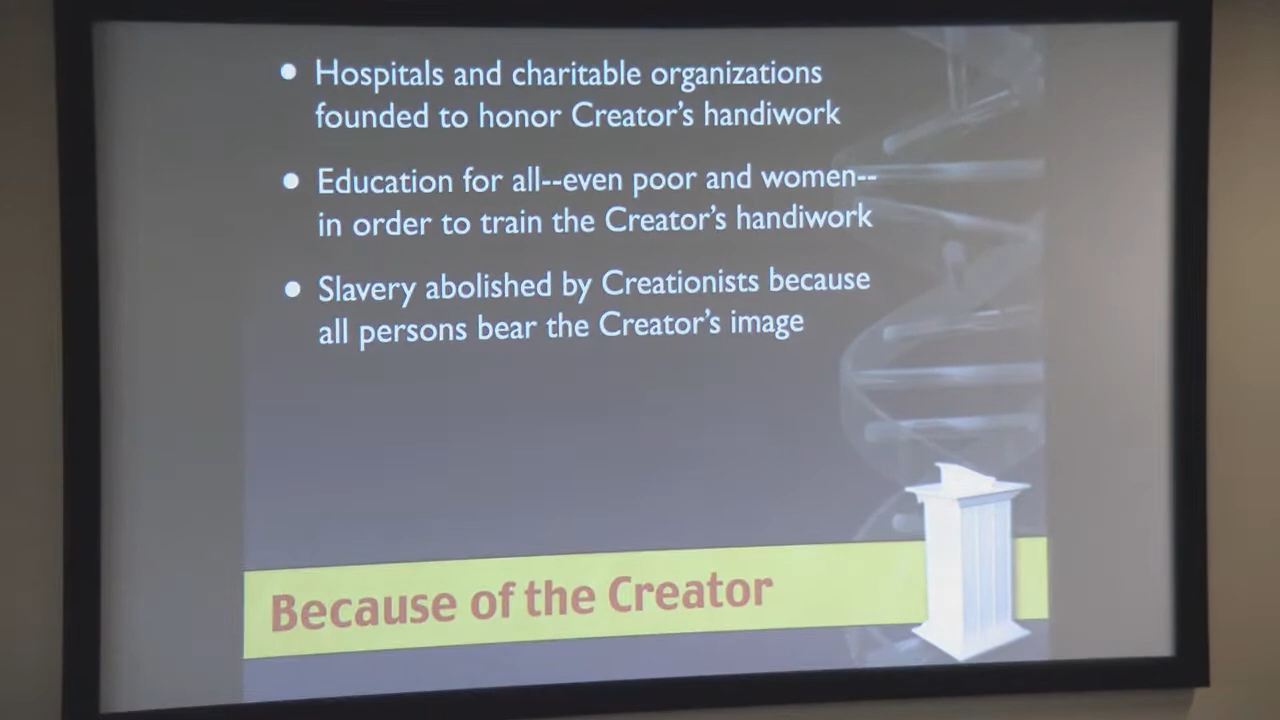 Hospitals and charitable organizations
founded to honor Creator's handiwork
Education for all--even poor and women--
in order to train the Creator's handiwork
Slavery abolished by Creationists because
all persons bear the Creator's image
Because of the Creator